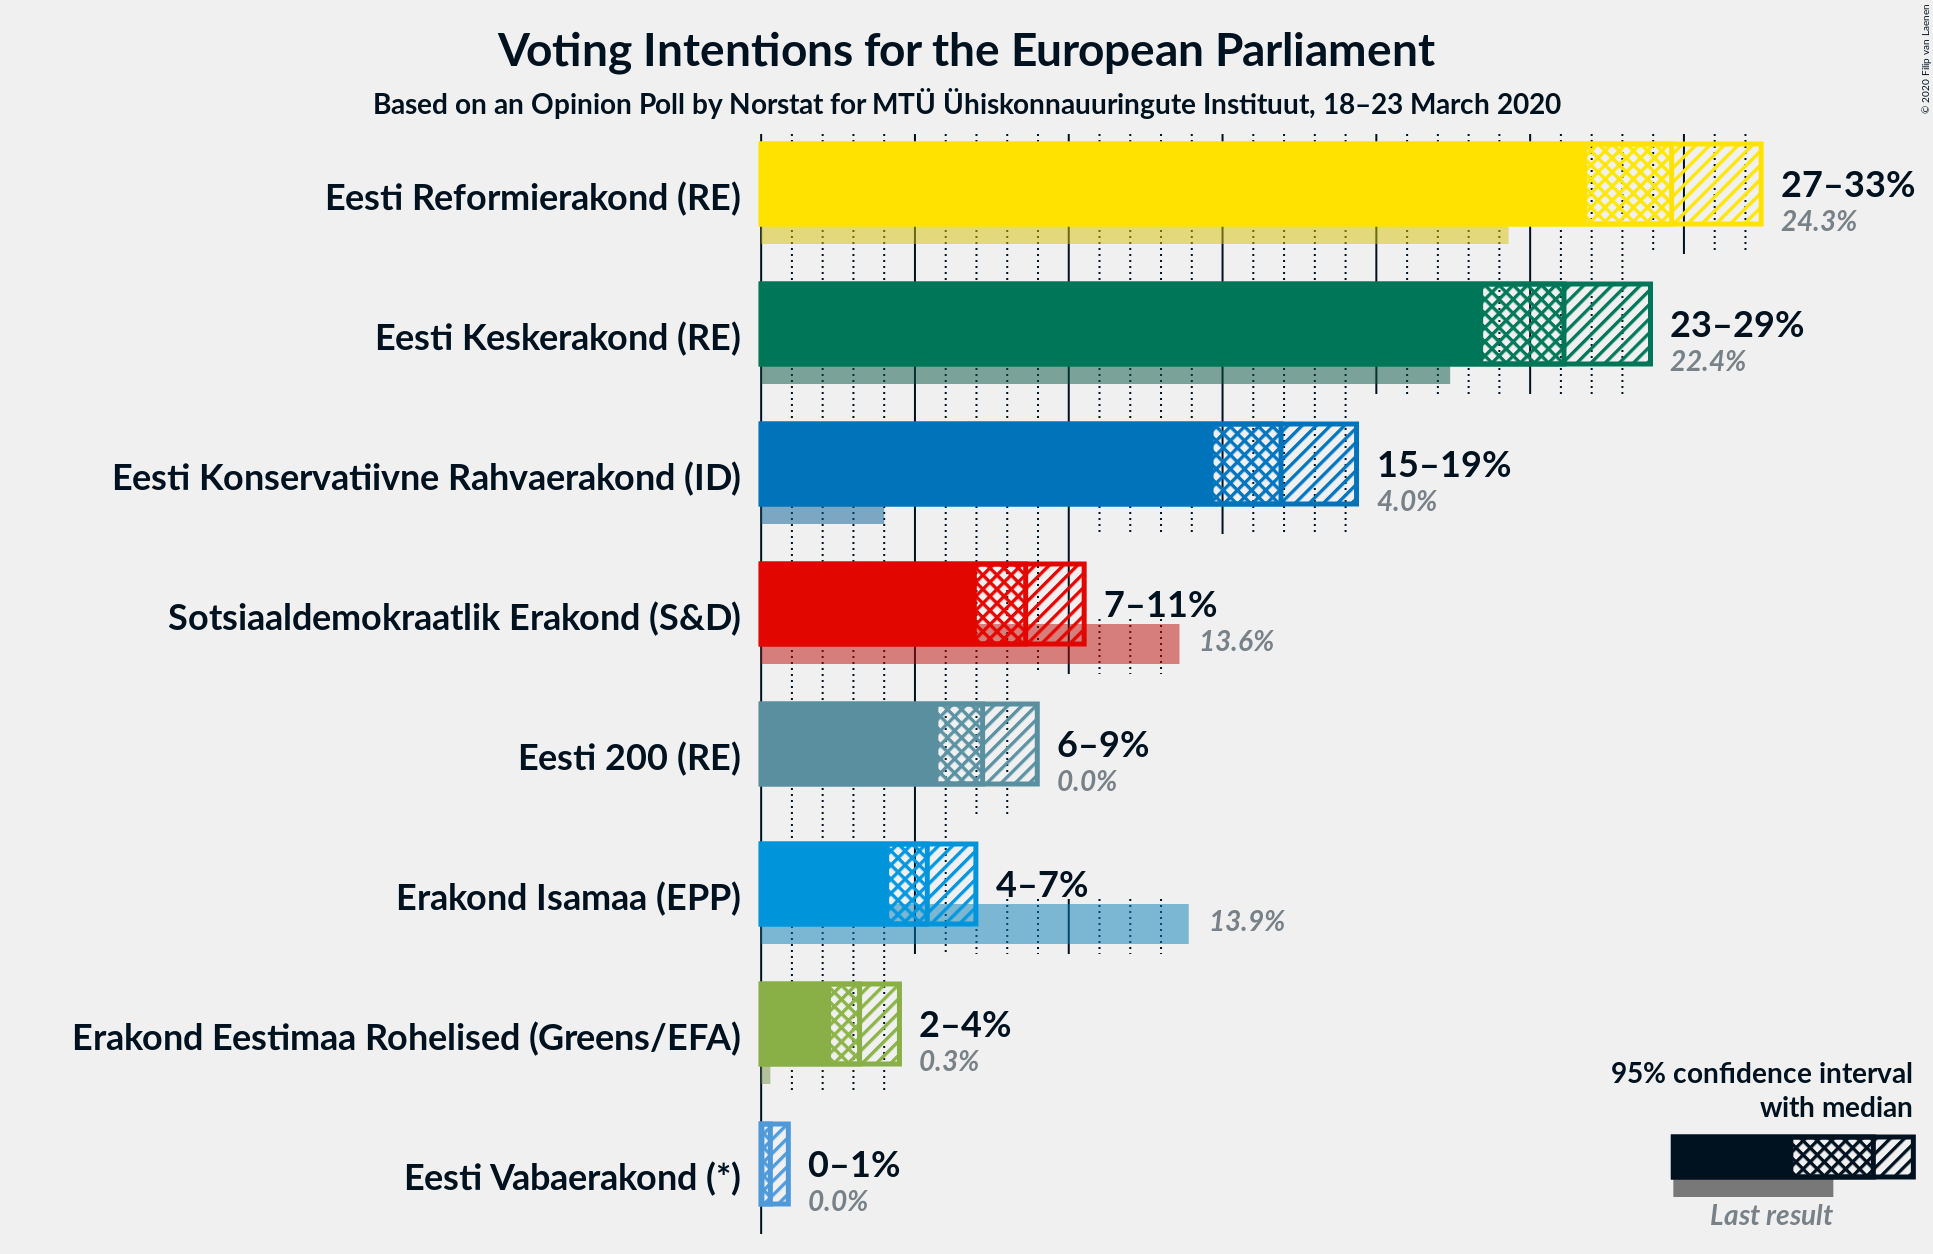 Voting Intentions for the European Parliament
Based on an Opinion Poll by Norstat for MTÜ Ühiskonnauuringute Instituut, 18–23 March 2020
© 2020 Filip van Laenen
Eesti Reformierakond (RE)
27–33%
24.3%
Eesti Keskerakond (RE)
23–29%
22.4%
Eesti Konservatiivne Rahvaerakond (ID)
15–19%
4.0%
Sotsiaaldemokraatlik Erakond (S&D)
7–11%
13.6%
Eesti 200 (RE)
6–9%
0.0%
Erakond Isamaa (EPP)
4–7%
13.9%
Erakond Eestimaa Rohelised (Greens/EFA)
2–4%
0.3%
Eesti Vabaerakond (*)
0–1%
0.0%
95% confidence interval
with median
Last result